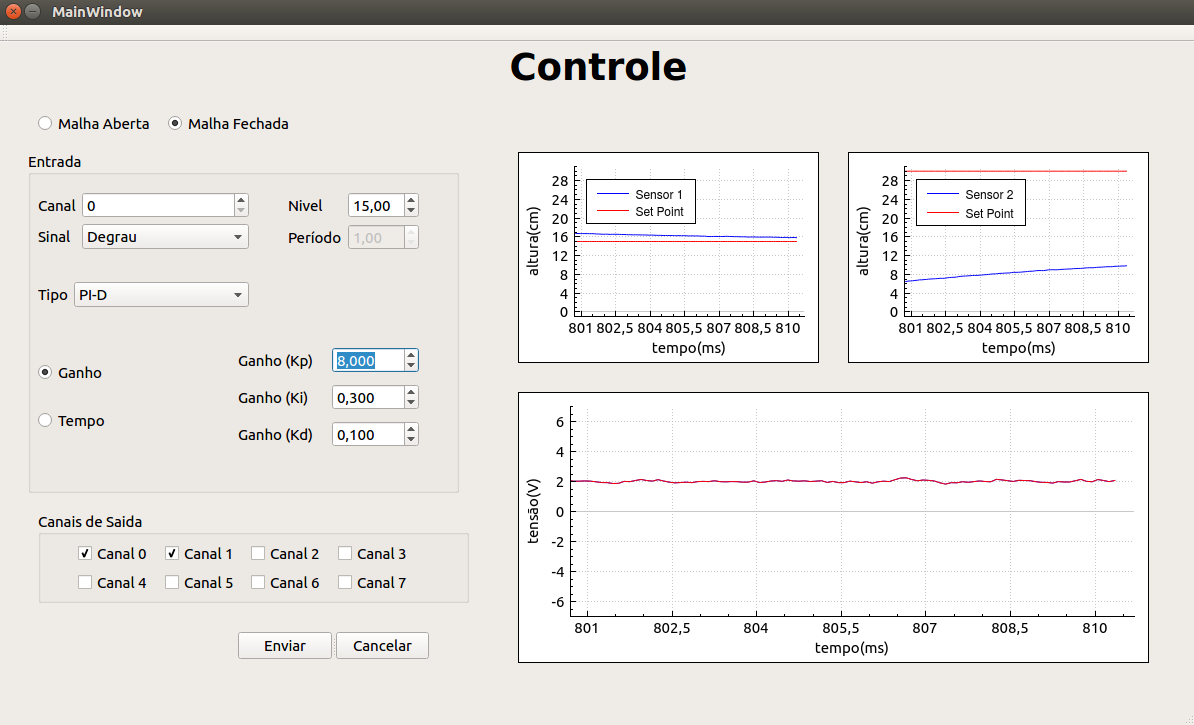 MainWindow
Controle
Malha Aberta Malha Fechada
Entrada
Canal 0 Nivel 15,00
Sinal Degrau Período 1,00
Tipo PI-D
Ganho
Tempo
Ganho (Kp) 8,000
Ganho (Ki) 0,300
Ganho (Kd) 0,100
Canais de Saida
Canal 0 Canal 1 Canal 2 Canal 3
Canal 4 Canal 5 Canal 6 Canal 7
Enviar Cancelar
altura(cm)
28
24
20
16
12
8
4
0
Sensor 1
Set Point
801 802,5 804 805,5 807 808,5 810
tempo(ms)
altura(cm)
28
24
20
16
12
8
4
0
Sensor 2
Set Point
801 802,5 804 805,5 807 808,5 810
tempo(ms)
tensão(V)
6
4
2
0
-2
-4
-6
801 802,5 804 805,5 807 808,5 810
tempo(ms)